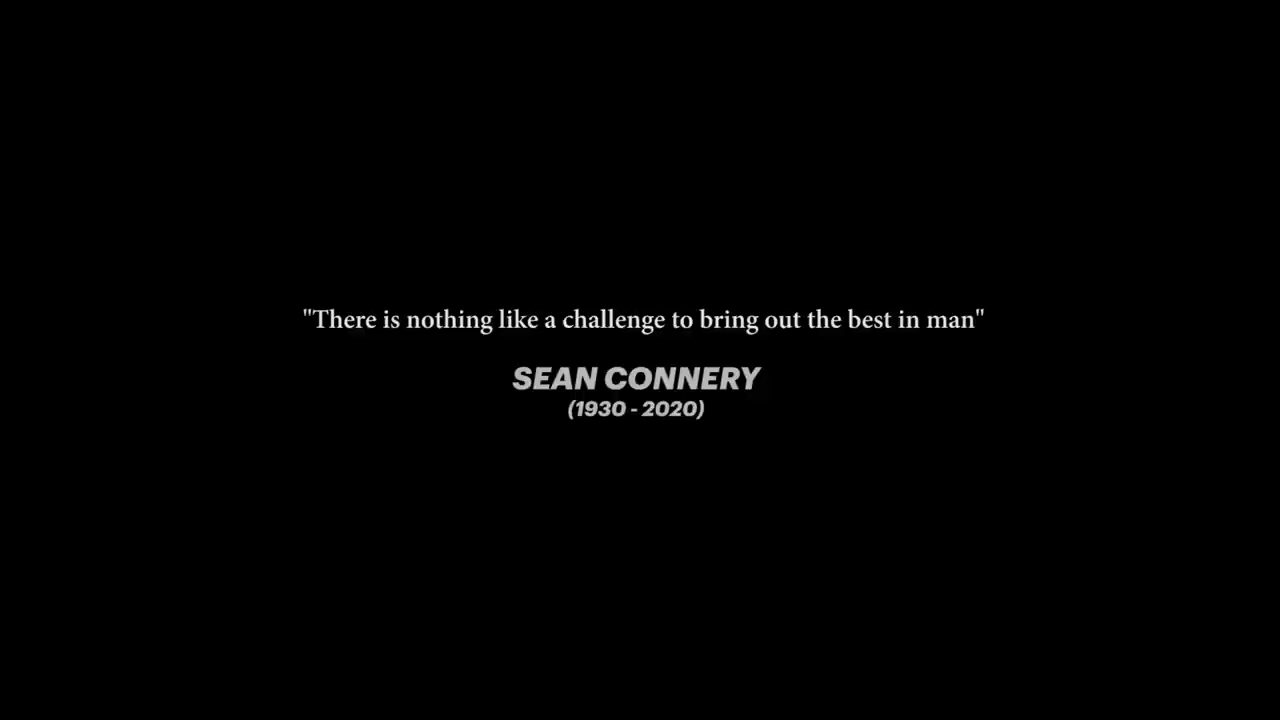 "There is nothing like a challenge to bring out the best in man"
SEAN CONNERY
(1930 - 2020)